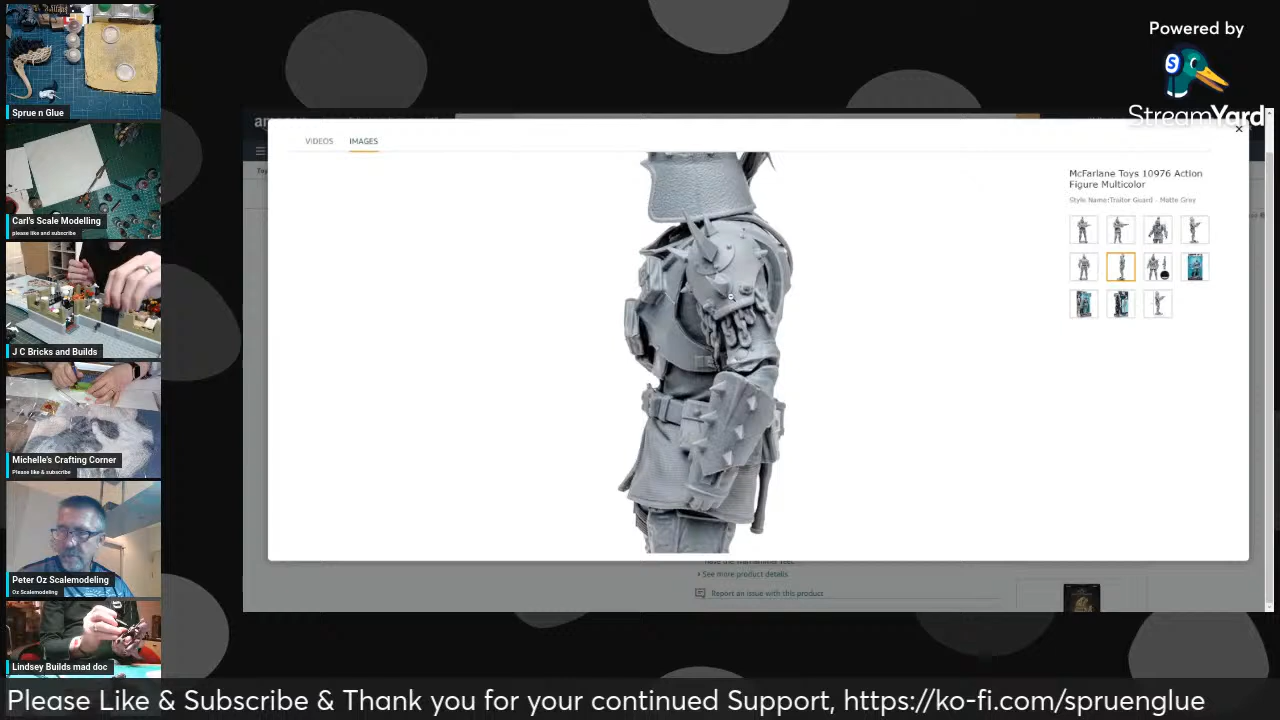 Powered by
StreamYard
Sprue n Glue
Carl's Scale Modelling
please like and subscribe
J C Bricks and Builds
Michelle's Crafting Corner
Please like & subscribe
Peter Oz Scalemodeling
Oz Scalemodeling
Lindsey Builds mad doc
VIDEOS
IMAGES
McFarlane Toys 10976 Action
Figure Multicolor
Style Name:Traitor Guard - Matte Grey
See more product details
Report an issue with this product
Please Like & Subscribe & Thank you for your continued Support, https://ko-fi.com/spruenglue